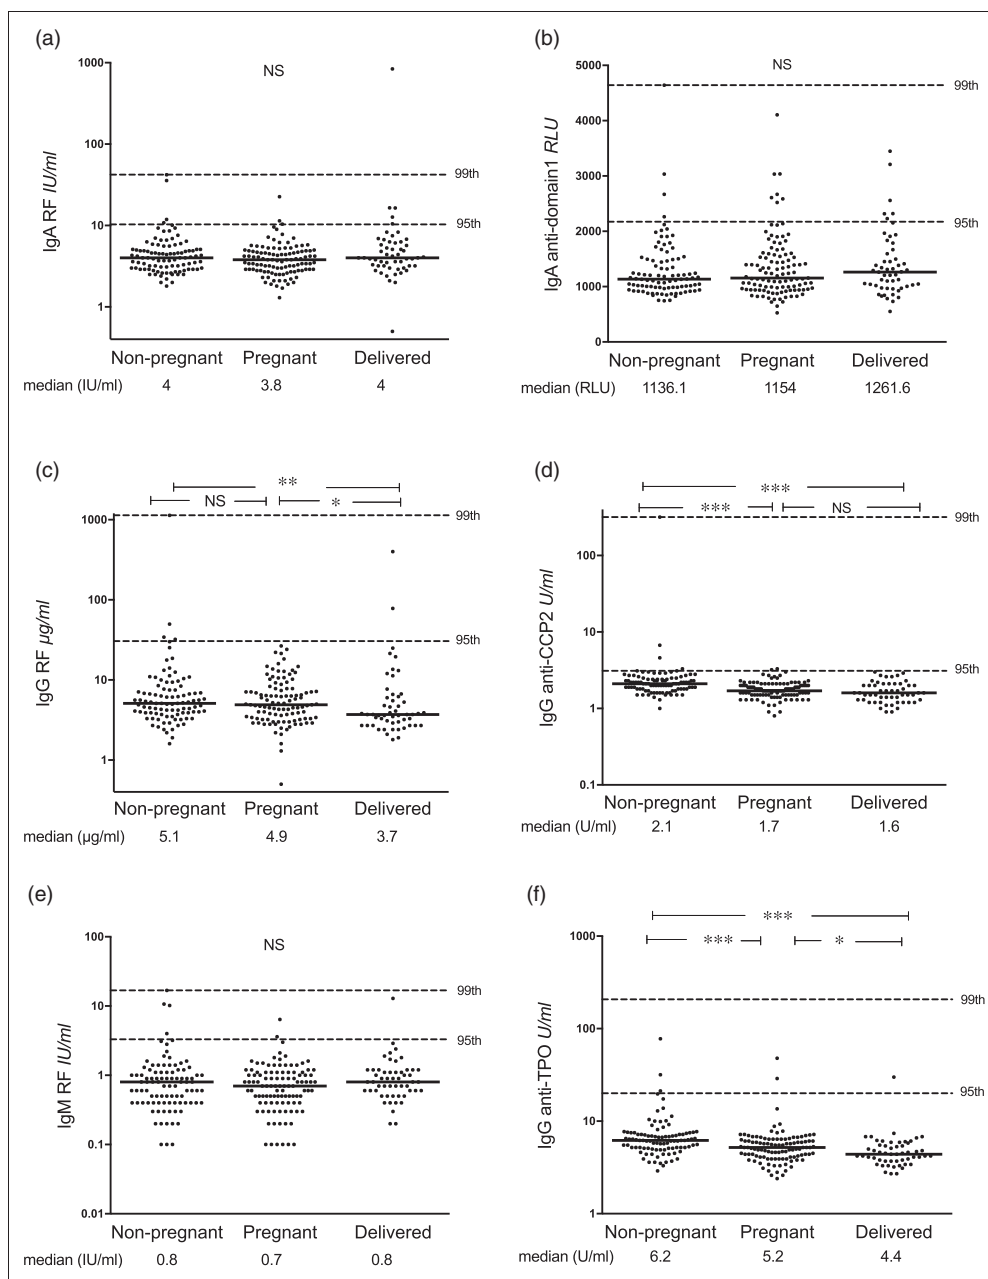 (a)
1000
NS
100
99th
10
95th
1
IgA RF IU/ml
Non-pregnant Pregnant Delivered
median (IU/ml) 4 3.8 4
(b)
5000
NS
99th
4000
3000
95th
2000
1000
0
IgA anti-domain1 RLU
Non-pregnant Pregnant Delivered
median (RLU) 1136.1 1154 1261.6
(c)
**
NS *
1000
99th
100
95th
10
1
IgG RF µg/ml
Non-pregnant Pregnant Delivered
median (µg/ml) 5.1 4.9 3.7
(d)
***
*** NS
99th
100
10
95th
1
0.1
IgG anti-CCP2 U/ml
Non-pregnant Pregnant Delivered
median (U/ml) 2.1 1.7 1.6
(e)
100
NS
99th
10
95th
1
0.1
0.01
IgM RF IU/ml
Non-pregnant Pregnant Delivered
median (IU/ml) 0.8 0.7 0.8
(f)
***
*** *
1000
99th
100
95th
10
1
IgG anti-TPO U/ml
Non-pregnant Pregnant Delivered
median (U/ml) 6.2 5.2 4.4